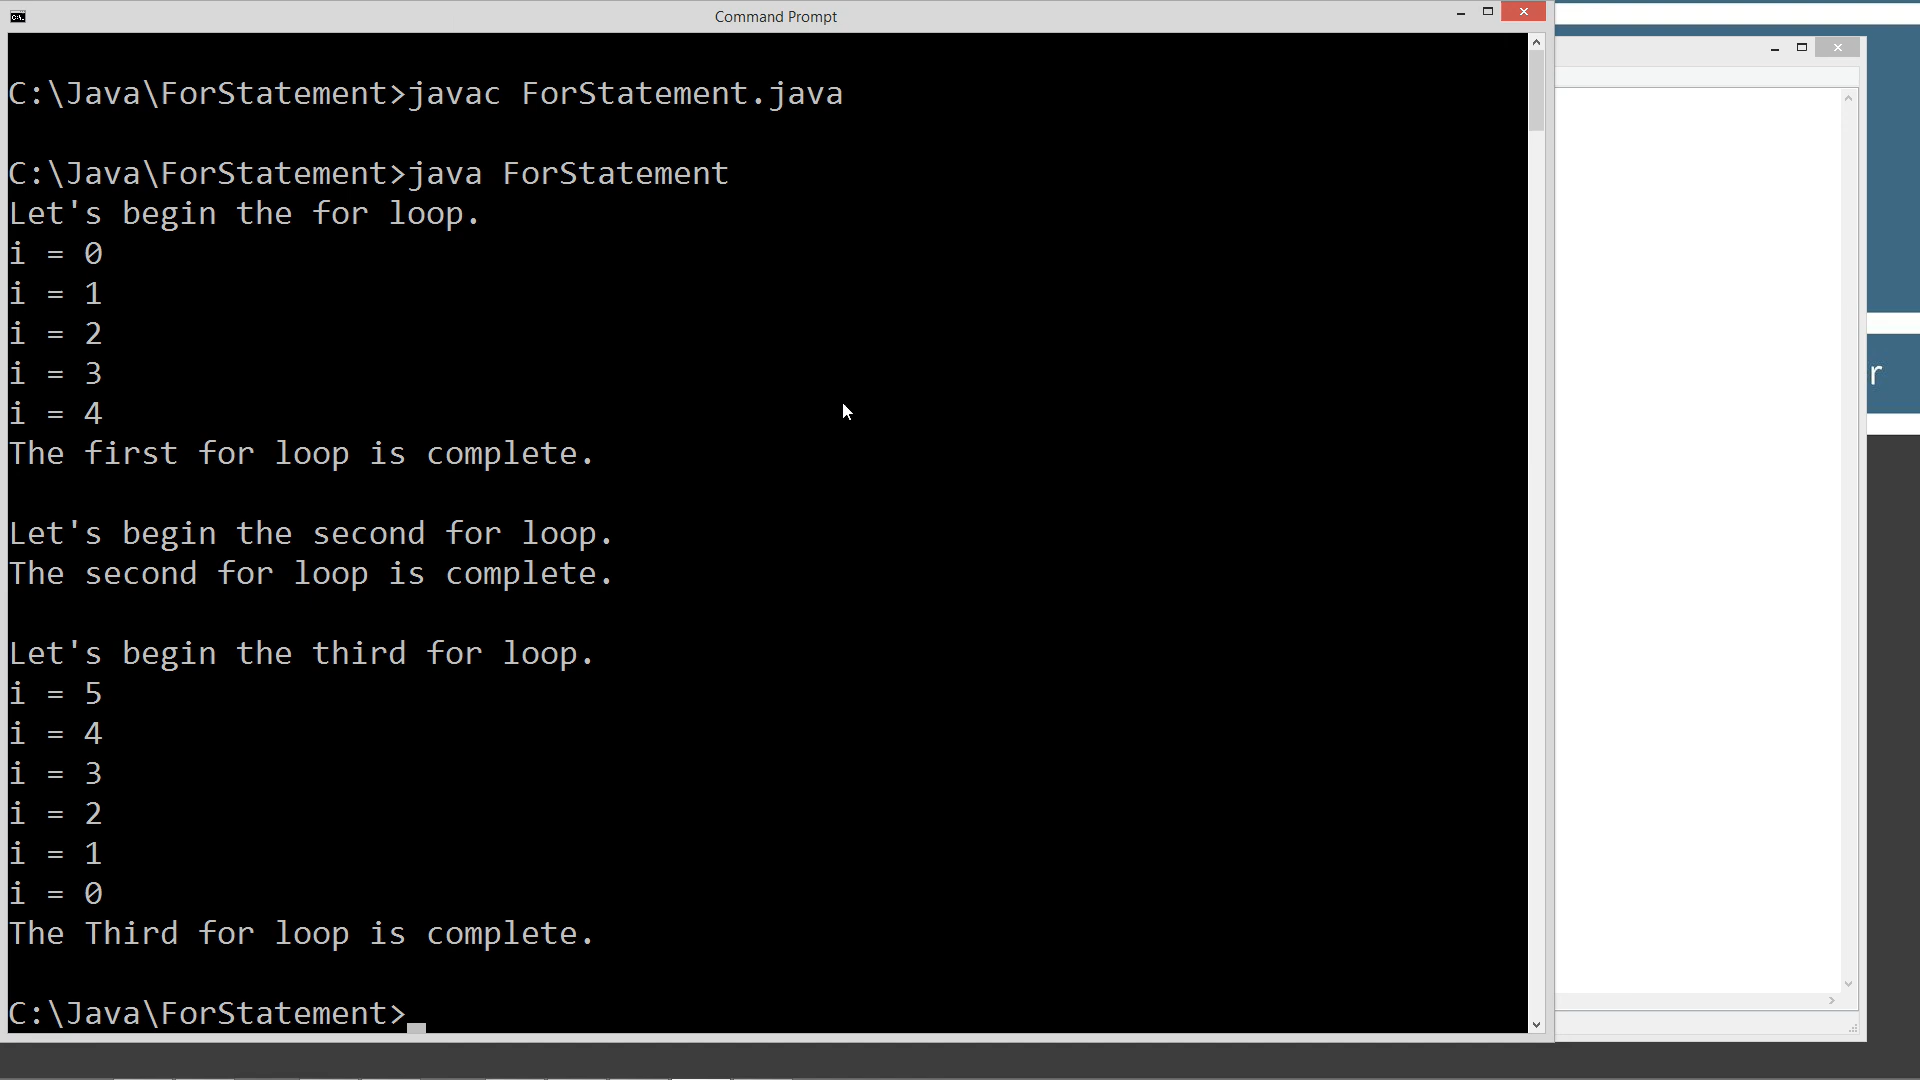 Command Prompt
C:\Java\ForStatement>javac ForStatement.java
C:\Java\ForStatement>java ForStatement
Let's begin the for loop.
i = 0
i = 1
i = 2
i = 3
i = 4
The first for loop is complete.
Let's begin the second for loop.
The second for loop is complete.
Let's begin the third for loop.
i = 5
i = 4
i = 3
i = 2
i = 1
i = 0
The Third for loop is complete.
C:\Java\ForStatement>